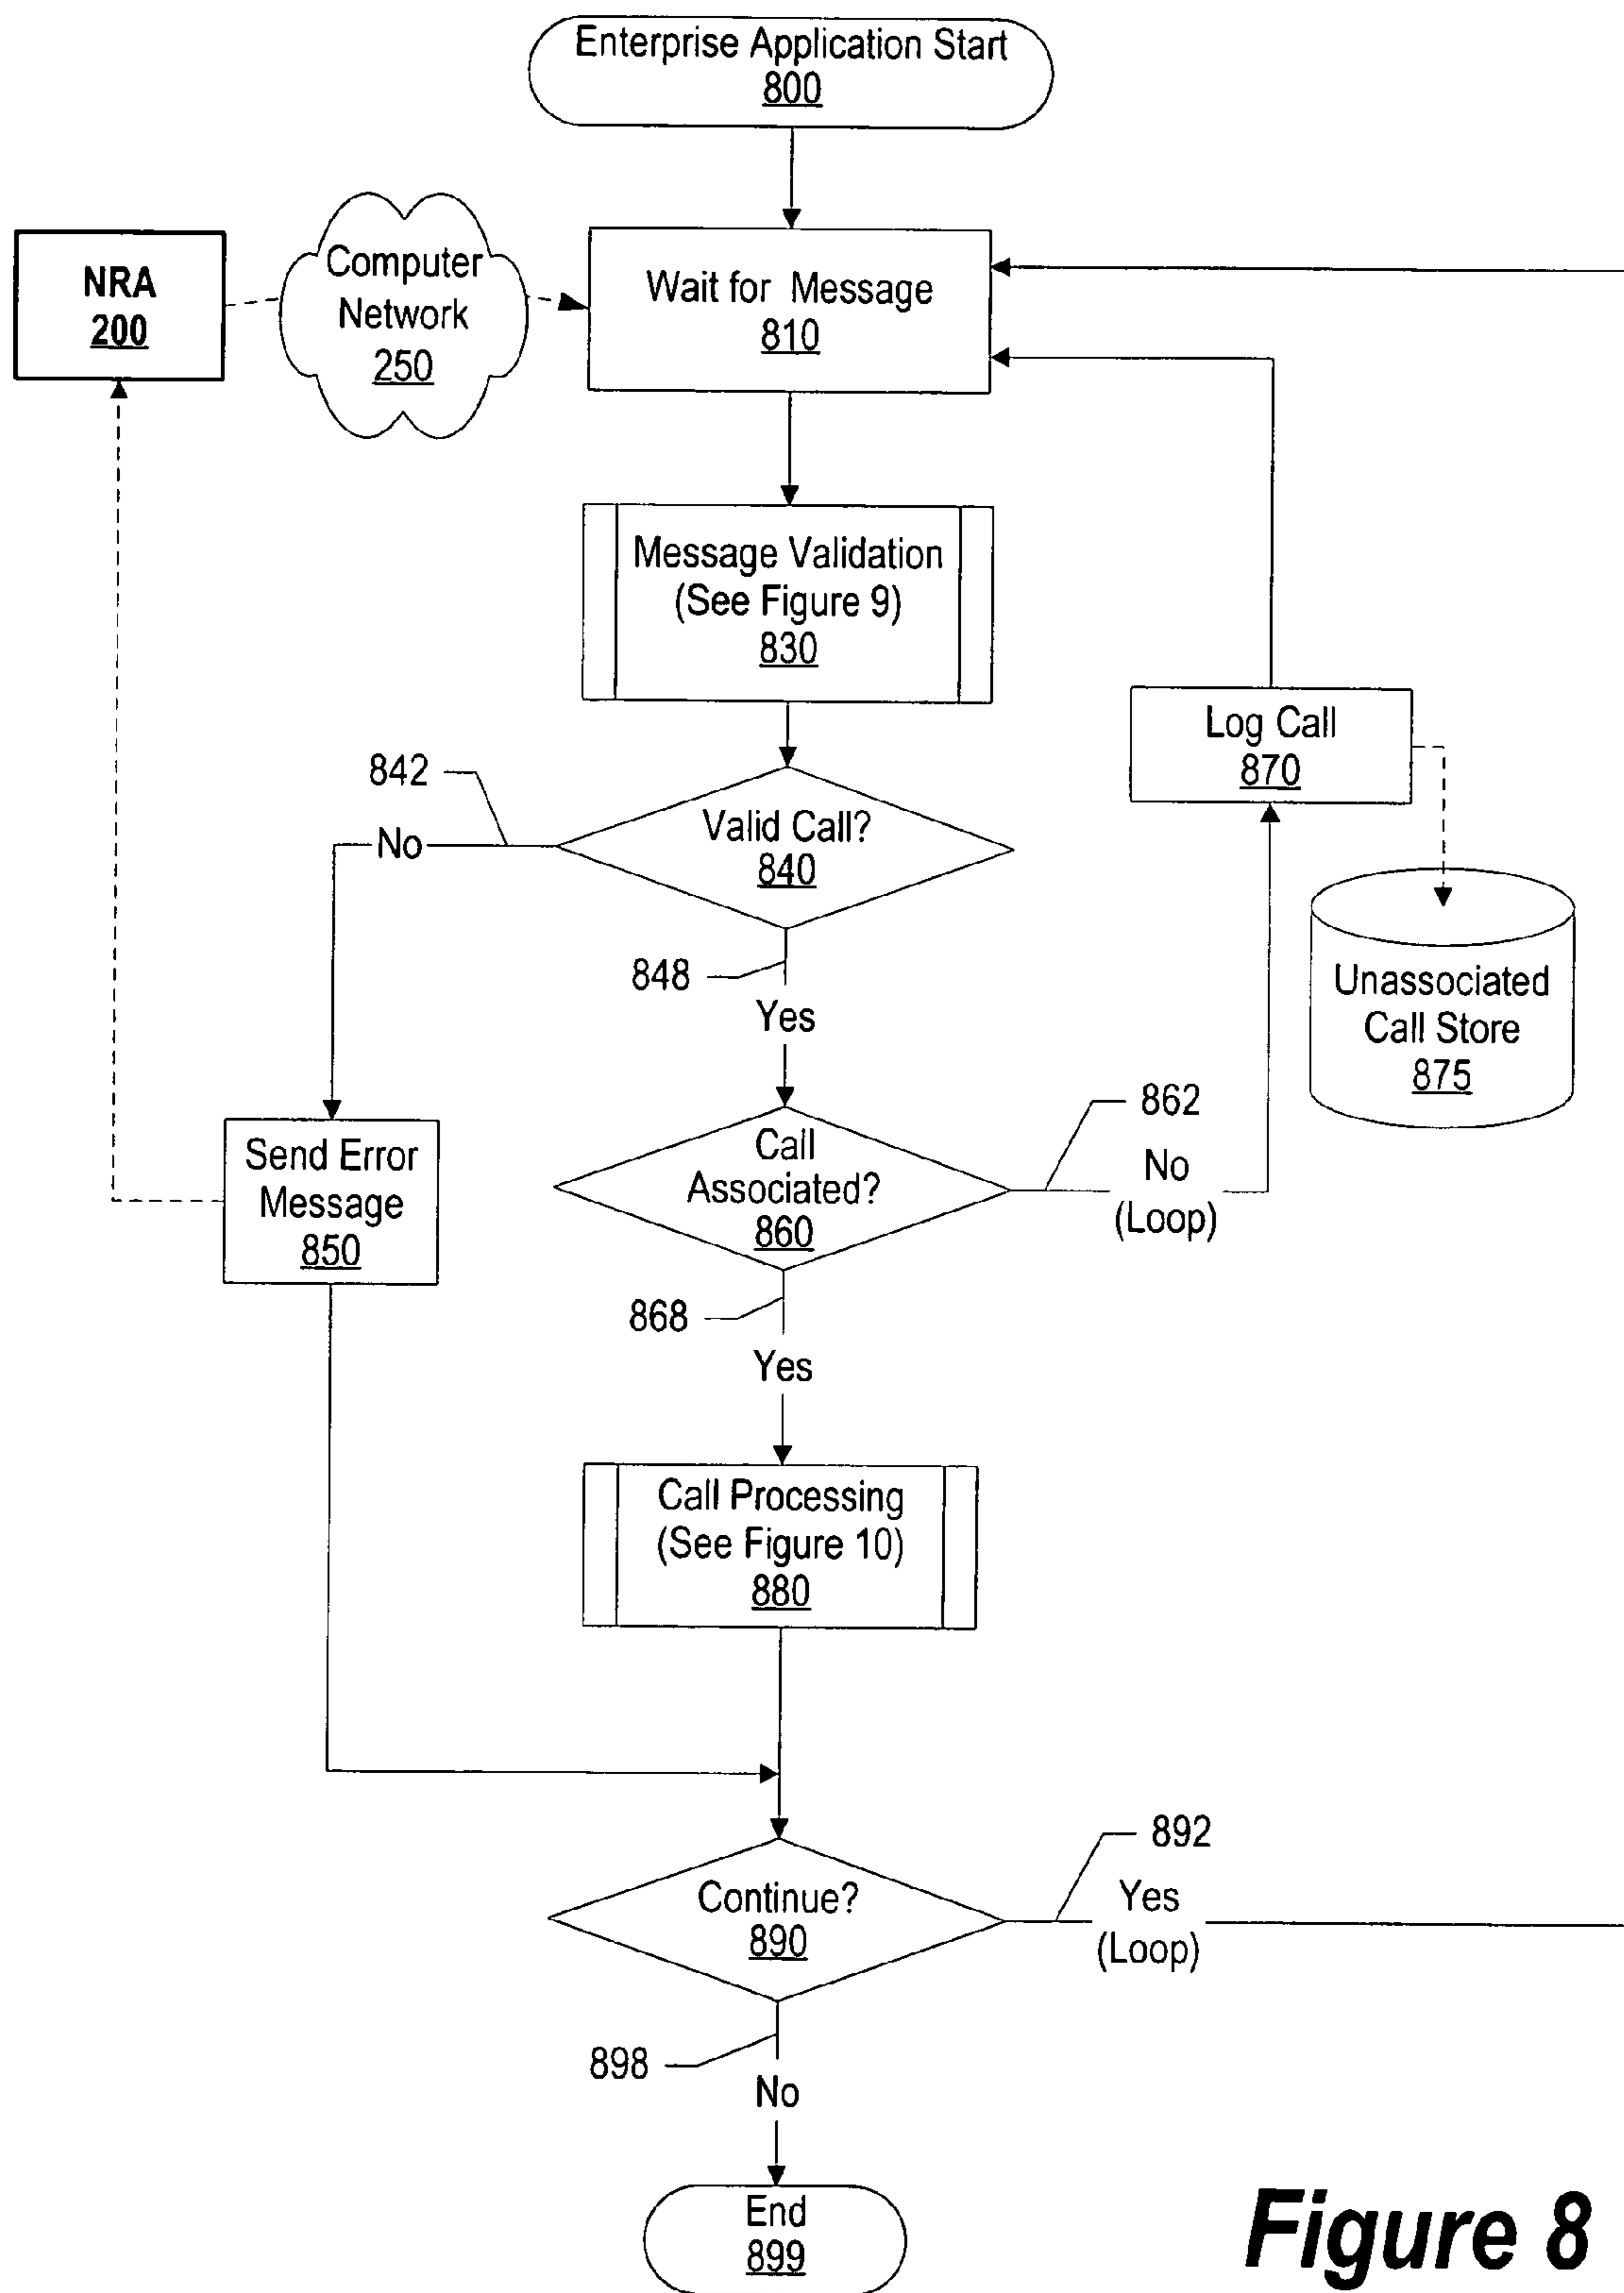 Enterprise Application Start
800
NRA
200
Computer
Network
250
Wait for Message
810
Message Validation
(See Figure 9)
830
Log Call
870
842
No
Valid Call?
840
848
Yes
Unassociated
Call Store
875
862
No
(Loop)
Call
Associated?
860
Send Error
Message
850
868
Yes
Call Processing
(See Figure 10)
880
892
Yes
(Loop)
Continue?
890
898
No
End
899
Figure 8